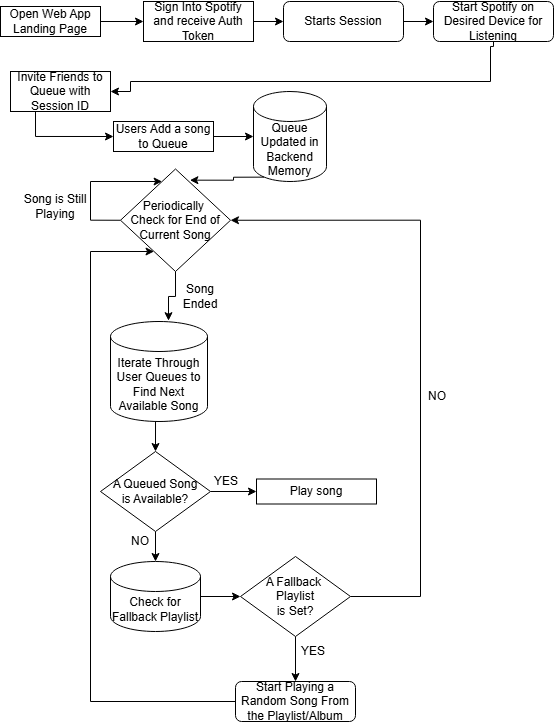 Open Web App
Landing Page
Sign Into Spotify
and receive Auth
Token
Starts Session
Start Spotify on
Desired Device for
Listening
Invite Friends to
Queue with
Session ID
Users Add a song
to Queue
Queue
Updated in
Backend
Memory
Song is Still
Playing
Periodically
Check for End of
Current Song
Song
Ended
Iterate Through
User Queues to
Find Next
Available Song
NO
A Queued Song
is Available?
YES
Play song
NO
Check for
Fallback Playlist
A Fallback
Playlist
is Set?
YES
Start Playing a
Random Song From
the Playlist/Album